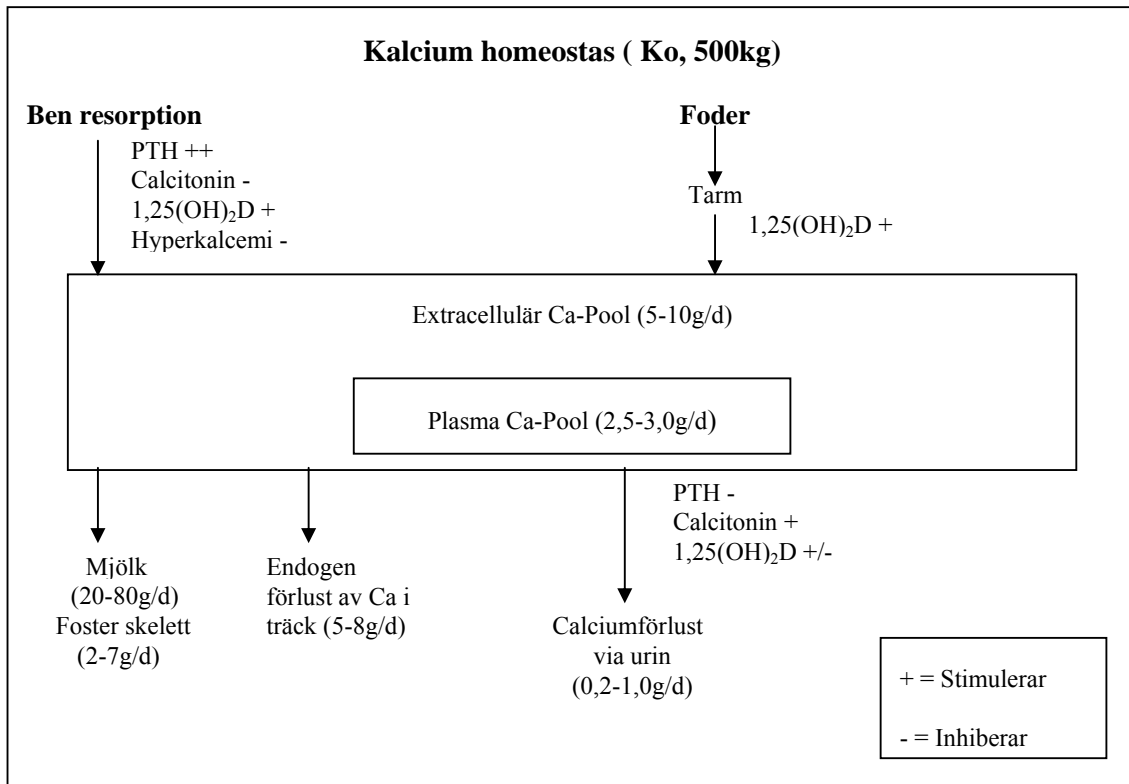 Kalcium homeostas ( Ko, 500kg)
Ben resorption
PTH ++
Calcitonin -
1,25(OH)₂D +
Hyperkalcemi -
Foder
Tarm
1,25(OH)₂D +
Extracellulär Ca-Pool (5-10g/d)
Plasma Ca-Pool (2,5-3,0g/d)
Mjölk
(20-80g/d)
Foster skelett
(2-7g/d)
Endogen
förlust av Ca i
träck (5-8g/d)
PTH -
Calcitonin +
1,25(OH)₂D +/-
Calciumförlust
via urin
(0,2-1,0g/d)
+ = Stimulerar
- = Inhiberar